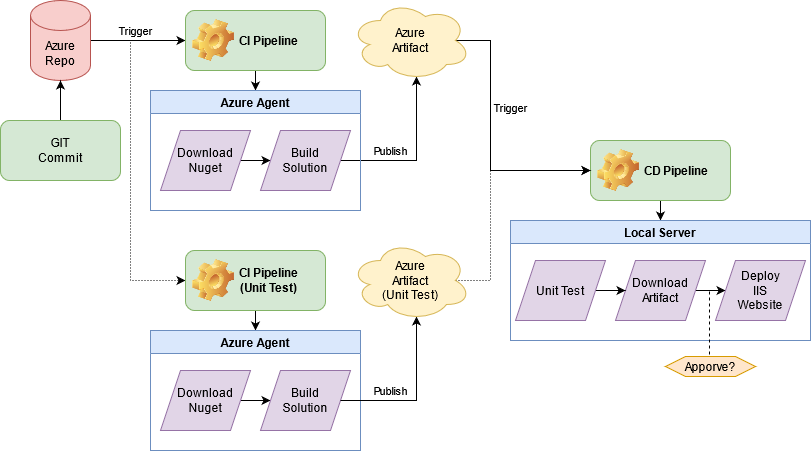 Azure
Repo
Trigger
CI Pipeline
Azure
Artifact
GIT
Commit
Azure Agent
Download
Nuget
Build
Solution
Publish
Trigger
CD Pipeline
Local Server
Unit Test
Download
Artifact
Deploy
IIS
Website
Apporve?
CI Pipeline
(Unit Test)
Azure
Artifact
(Unit Test)
Azure Agent
Download
Nuget
Build
Solution
Publish